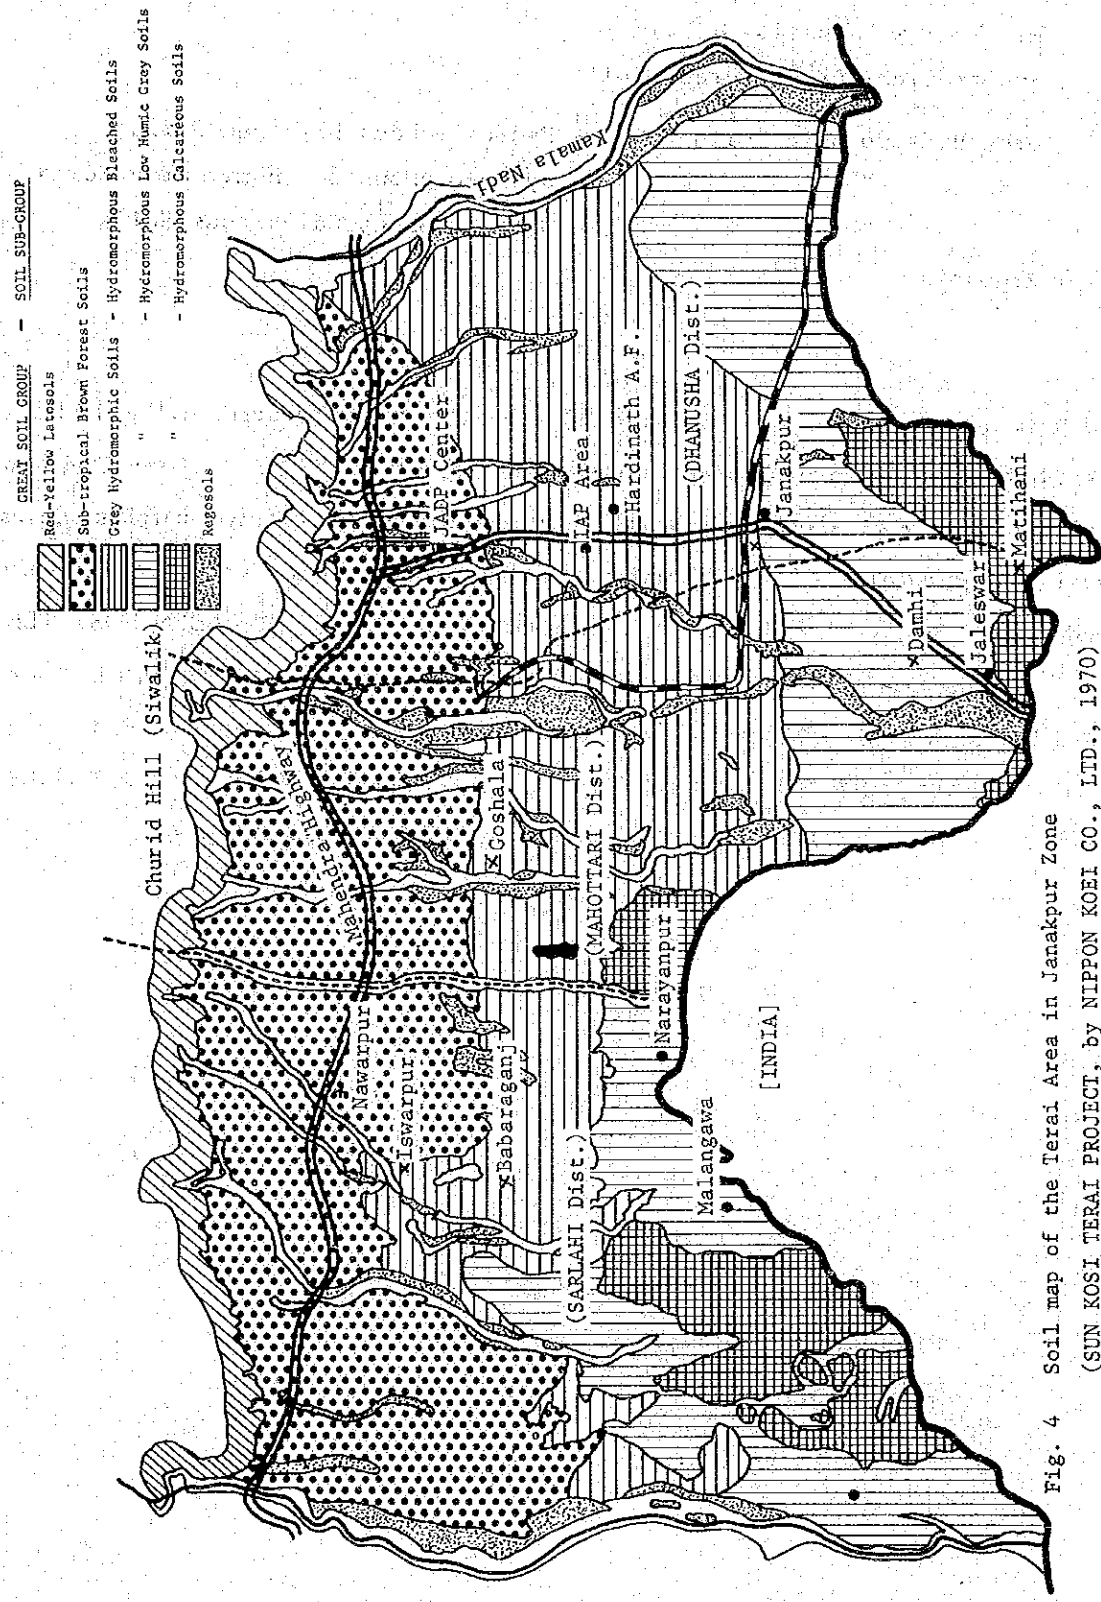 GREAT SOIL GROUP — SOIL SUB-GROUP
Red-Yellow Latosols
Sub-tropical Brown Forest Soils
Grey Hydromorphic Soils - Hydromorphous Bleached Soils
" - Hydromorphous Low Humic Grey Soils
" - Hydromorphous Calcareous Soils
Regosols
Churid Hill (Siwalik)
Mahendra Highway
Kamala Nadi
Nawarpur
Iswarpur
Babaraganj
Goshala
JADP Center
IAP Area
Hardinath A.F.
(SARLAHI Dist.)
(MAHOTTARI Dist.)
(DHANUSHA Dist.)
Narayanpur
Malangawa
[INDIA]
Janakpur
Damhi
Jaleswar
Matihani
Fig. 4 Soil map of the Terai Area in Janakpur Zone
(SUN KOSI TERAI PROJECT, by NIPPON KOEI CO., LTD., 1970)